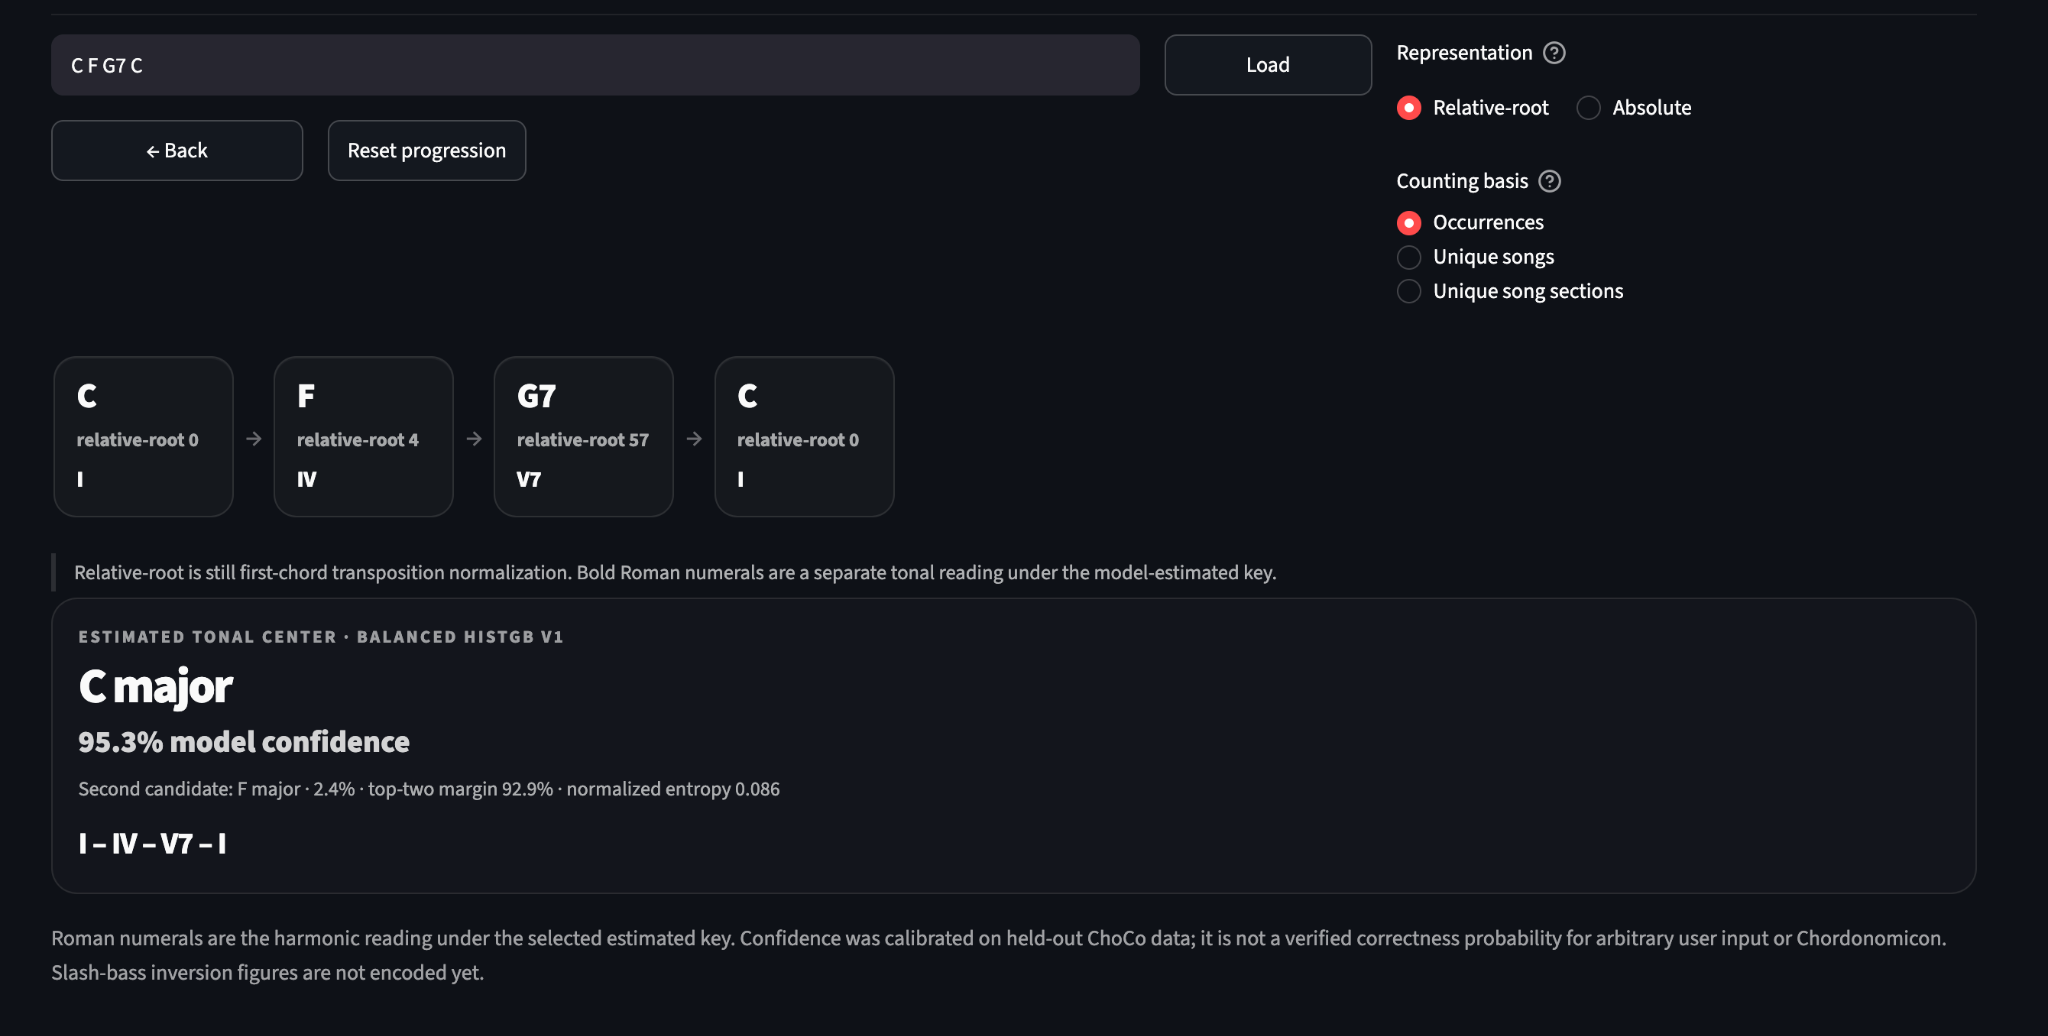 C F G7 C
Load
Representation
Relative-root
Absolute
← Back
Reset progression
Counting basis
Occurrences
Unique songs
Unique song sections
C
relative-root 0
I
→
F
relative-root 4
IV
→
G7
relative-root 57
V7
→
C
relative-root 0
I
Relative-root is still first-chord transposition normalization. Bold Roman numerals are a separate tonal reading under the model-estimated key.
ESTIMATED TONAL CENTER · BALANCED HISTGB V1
C major
95.3% model confidence
Second candidate: F major · 2.4% · top-two margin 92.9% · normalized entropy 0.086
I – IV – V7 – I
Roman numerals are the harmonic reading under the selected estimated key. Confidence was calibrated on held-out ChoCo data; it is not a verified correctness probability for arbitrary user input or Chordonomicon.
Slash-bass inversion figures are not encoded yet.